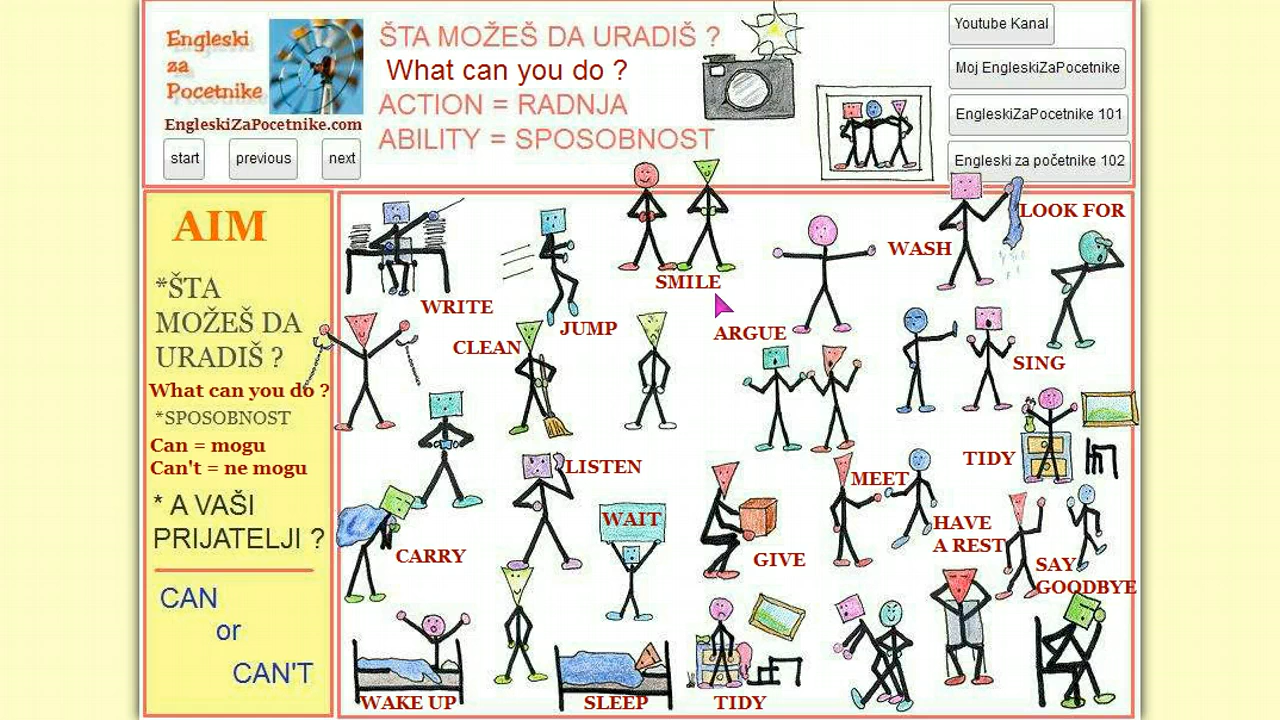 Engleski
za
Pocetnike
EngleskiZaPocetnike.com
start
previous
next
ŠTA MOŽEŠ DA URADIŠ ?
What can you do ?
ACTION = RADNJA
ABILITY = SPOSOBNOST
Youtube Kanal
Moj EngleskiZaPocetnike
EngleskiZaPocetnike 101
Engleski za početnike 102
AIM
*ŠTA
MOŽEŠ DA
URADIŠ ?
What can you do ?
*SPOSOBNOST
Can = mogu
Can't = ne mogu
* A VAŠI
PRIJATELJI ?
CAN
or
CAN'T
LOOK FOR
WASH
SMILE
WRITE
JUMP
ARGUE
CLEAN
SING
TIDY
LISTEN
MEET
WAIT
HAVE
A REST
CARRY
GIVE
SAY
GOODBYE
WAKE UP
SLEEP
TIDY